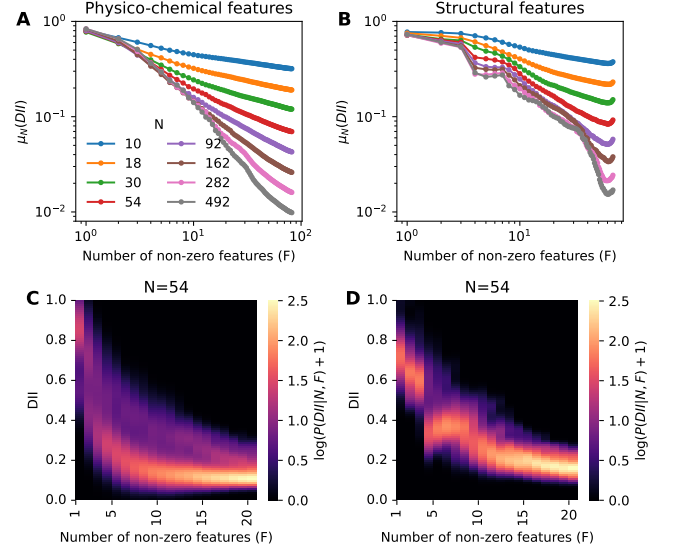 A
Physico-chemical features
μ_N(DII)
10⁰
10⁻¹
10⁻²
N
10
18
30
54
92
162
282
492
10⁰
10¹
10²
Number of non-zero features (F)
B
Structural features
μ_N(DII)
10⁰
10⁻¹
10⁻²
10⁰
10¹
Number of non-zero features (F)
C
N=54
DII
1.0
0.8
0.6
0.4
0.2
0.0
1
5
10
15
20
Number of non-zero features (F)
2.5
2.0
1.5
1.0
0.5
0.0
log(P(DII|N, F) + 1)
D
N=54
DII
1.0
0.8
0.6
0.4
0.2
0.0
1
5
10
15
20
Number of non-zero features (F)
2.5
2.0
1.5
1.0
0.5
0.0
log(P(DII|N, F) + 1)